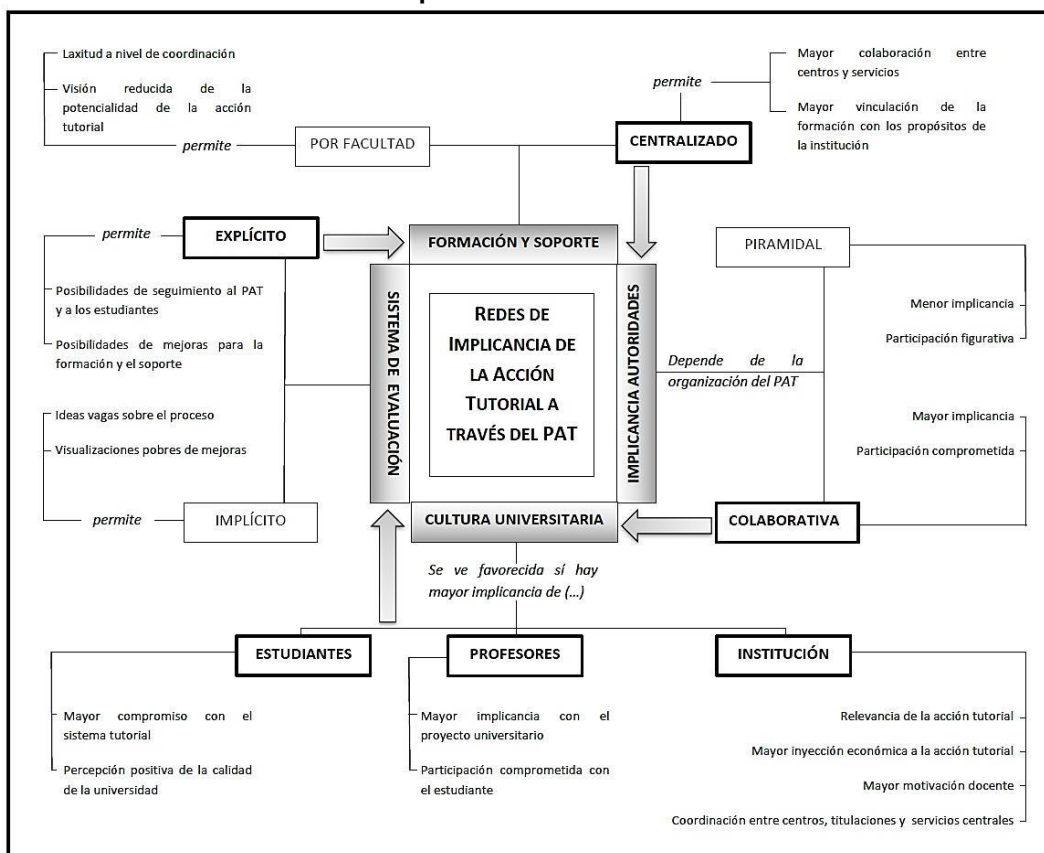 Laxitud a nivel de coordinación
Visión reducida de la
potencialidad de la acción
tutorial
permite
POR FACULTAD
permite
CENTRALIZADO
Mayor colaboración entre
centros y servicios
Mayor vinculación de la
formación con los propósitos de
la institución
permite
EXPLÍCITO
Posibilidades de seguimiento al PAT
y a los estudiantes
Posibilidades de mejoras para la
formación y el soporte
Ideas vagas sobre el proceso
Visualizaciones pobres de mejoras
permite
IMPLÍCITO
FORMACIÓN Y SOPORTE
SISTEMA DE EVALUACIÓN
REDES DE
IMPLICANCIA DE
LA ACCIÓN
TUTORIAL A
TRAVÉS DEL PAT
IMPLICANCIA AUTORIDADES
CULTURA UNIVERSITARIA
PIRAMIDAL
Menor implicancia
Participación figurativa
Depende de la
organización del PAT
Mayor implicancia
Participación comprometida
COLABORATIVA
Se ve favorecida sí hay
mayor implicancia de (...)
ESTUDIANTES
Mayor compromiso con el
sistema tutorial
Percepción positiva de la calidad
de la universidad
PROFESORES
Mayor implicancia con el
proyecto universitario
Participación comprometida con
el estudiante
INSTITUCIÓN
Relevancia de la acción tutorial
Mayor inyección económica a la acción tutorial
Mayor motivación docente
Coordinación entre centros, titulaciones y servicios centrales